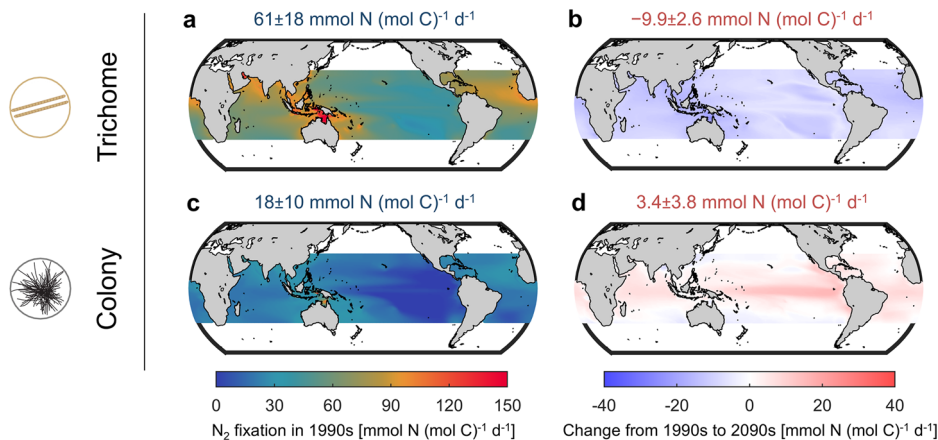 a
61±18 mmol N (mol C)⁻¹ d⁻¹
b
−9.9±2.6 mmol N (mol C)⁻¹ d⁻¹
Trichome
c
18±10 mmol N (mol C)⁻¹ d⁻¹
d
3.4±3.8 mmol N (mol C)⁻¹ d⁻¹
Colony
0 30 60 90 120 150
N₂ fixation in 1990s [mmol N (mol C)⁻¹ d⁻¹]
-40 -20 0 20 40
Change from 1990s to 2090s [mmol N (mol C)⁻¹ d⁻¹]